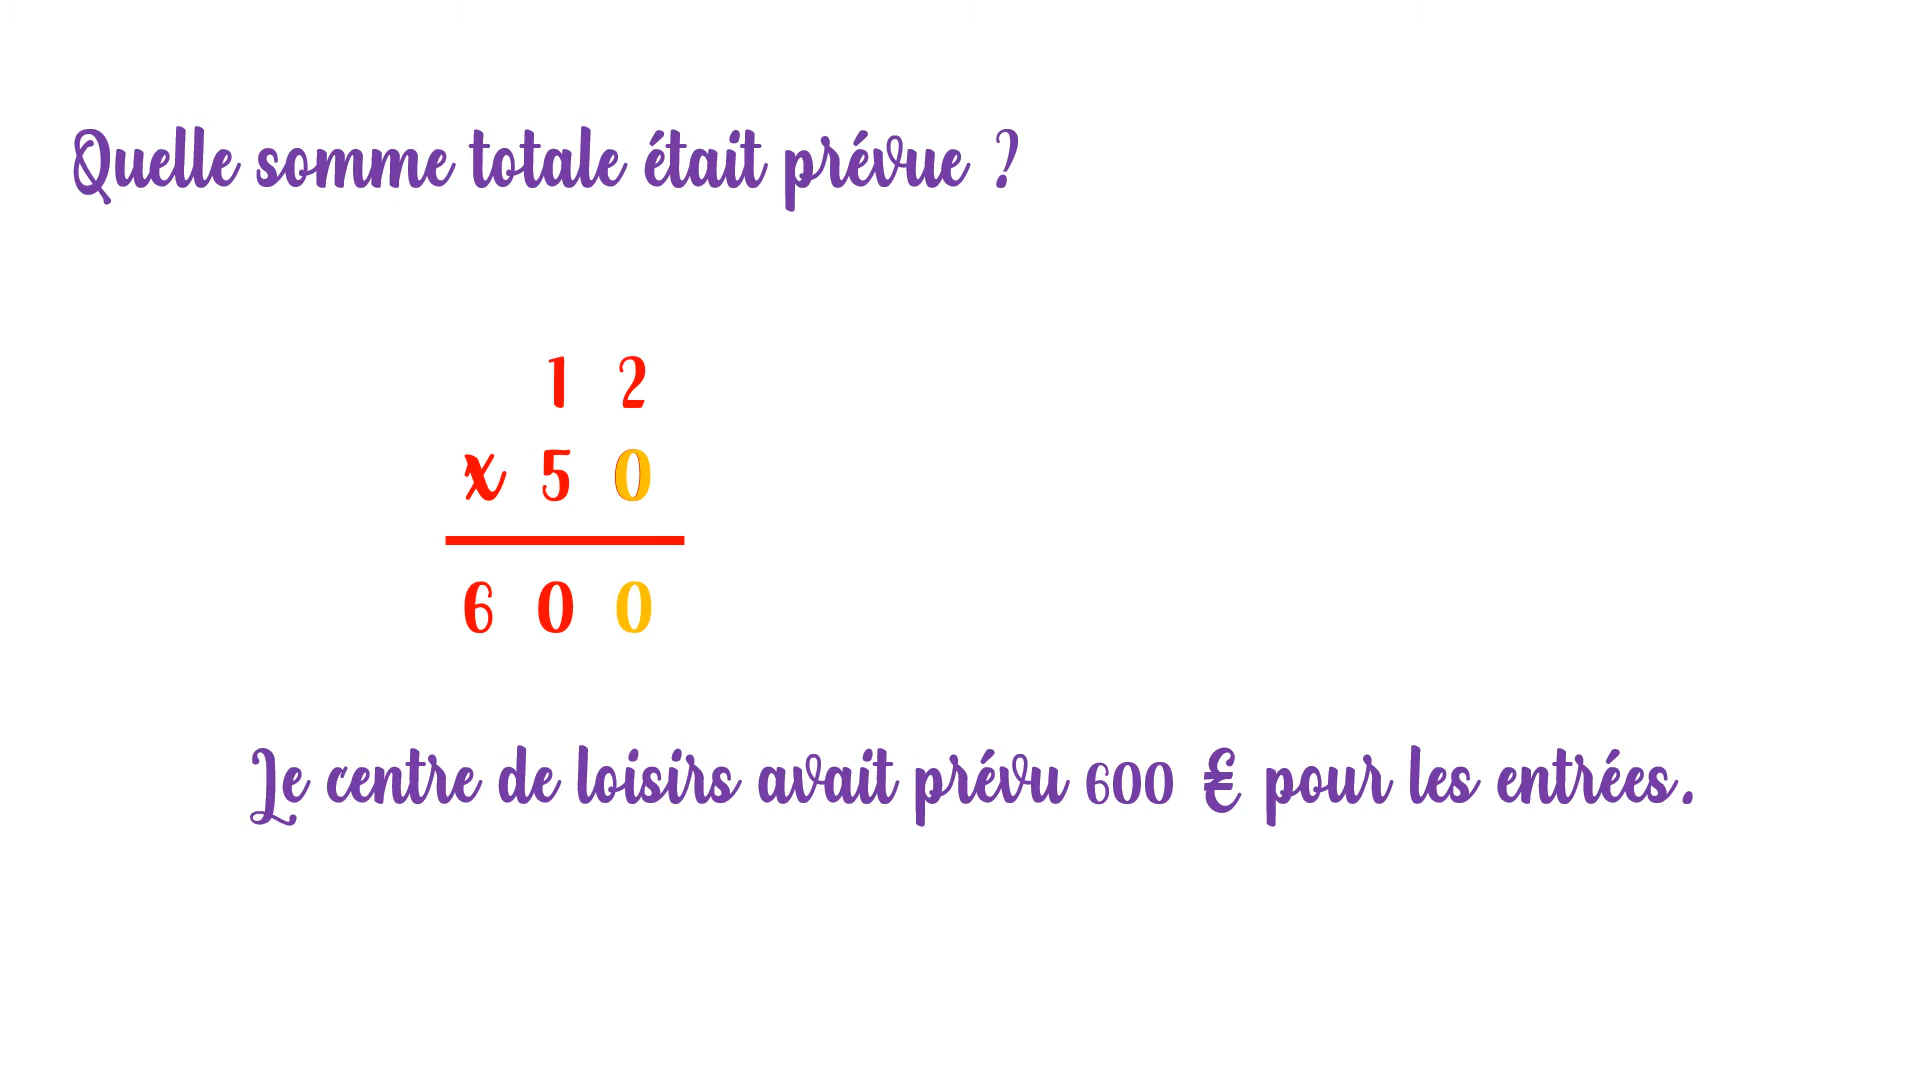 Quelle somme totale était prévue ?
1 2
x 5 0
6 0 0
Le centre de loisirs avait prévu 600 € pour les entrées.